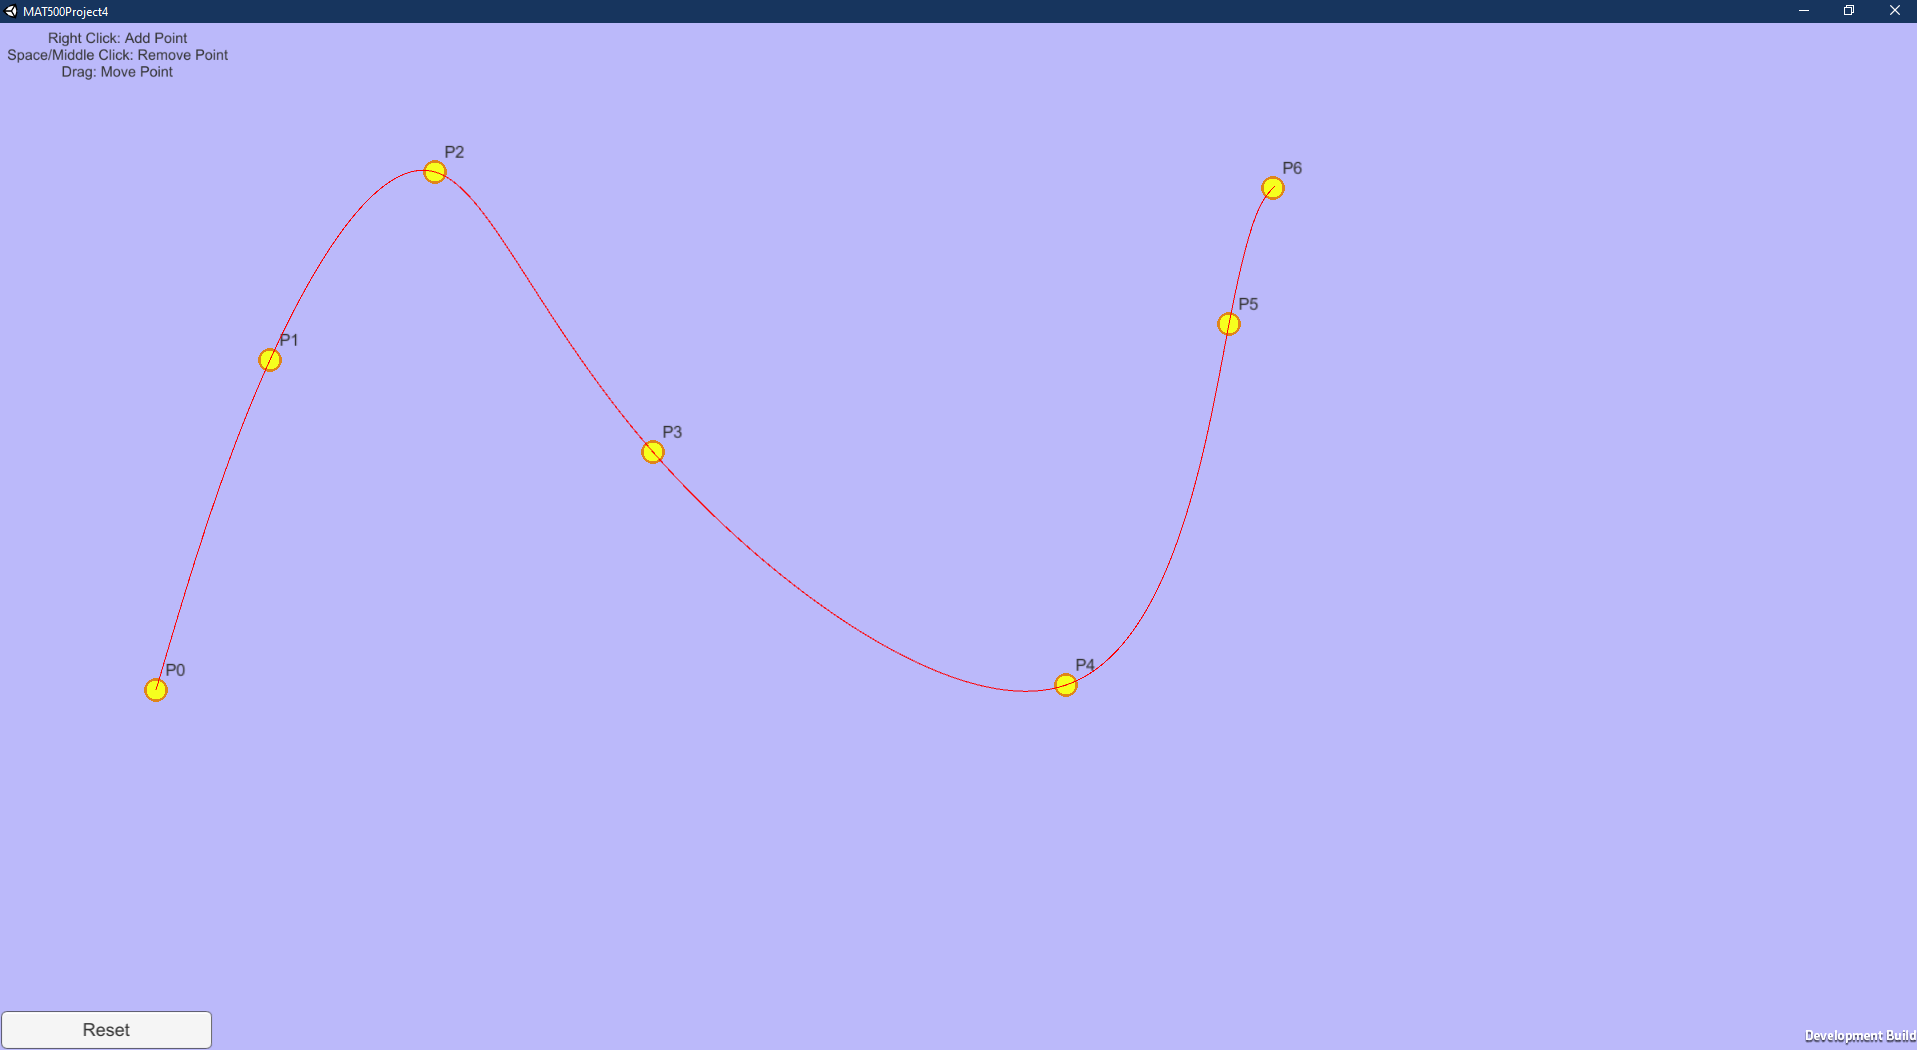 MAT500Project4
Right Click: Add Point
Space/Middle Click: Remove Point
Drag: Move Point
P2
P6
P5
P1
P3
P4
P0
Reset
Development Build